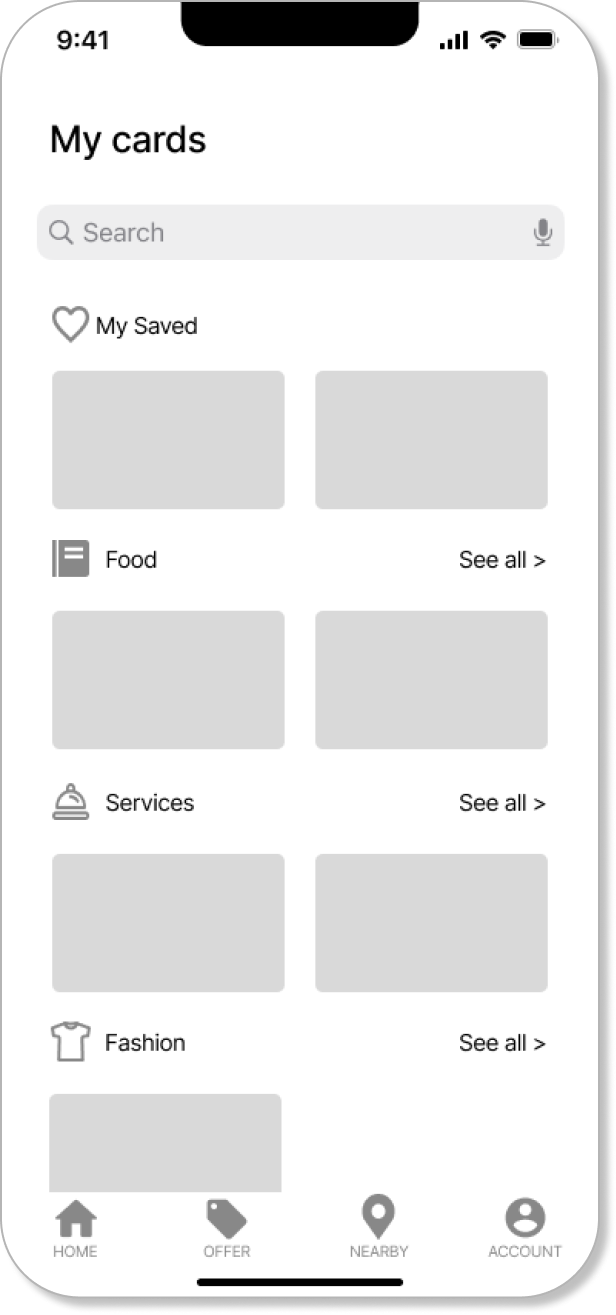 9:41
My cards
Search
My Saved
Food See all >
Services See all >
Fashion See all >
HOME OFFER NEARBY ACCOUNT